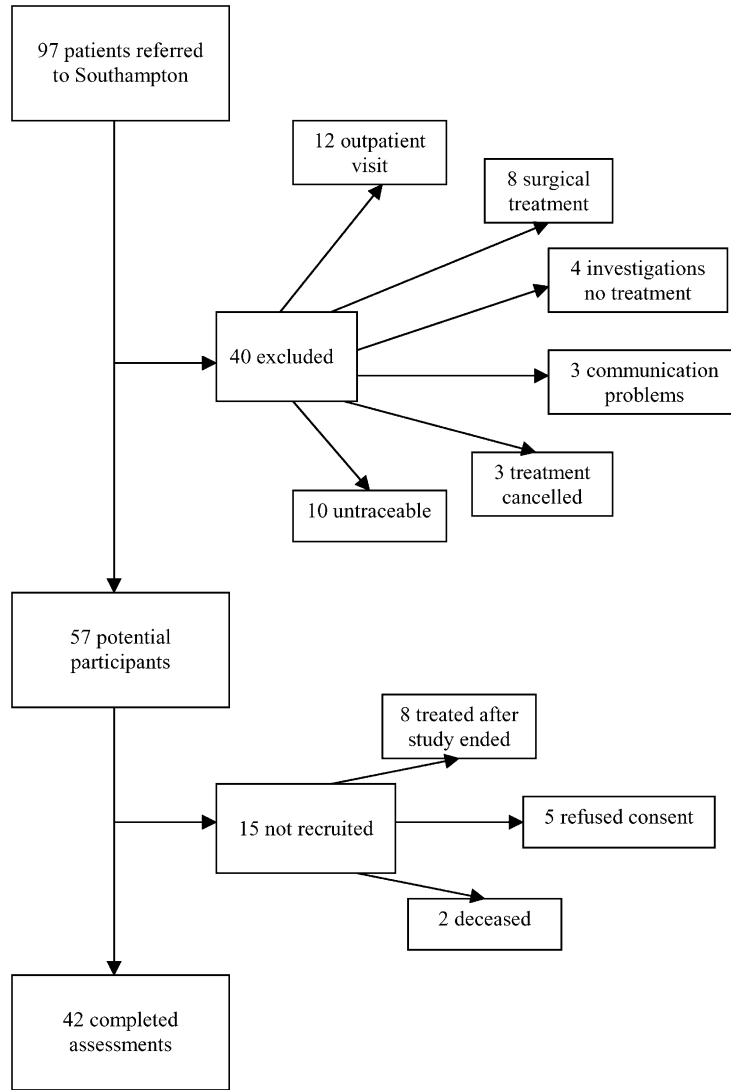 97 patients referred
to Southampton
12 outpatient
visit
8 surgical
treatment
4 investigations
no treatment
40 excluded
3 communication
problems
3 treatment
cancelled
10 untraceable
57 potential
participants
8 treated after
study ended
15 not recruited
5 refused consent
2 deceased
42 completed
assessments